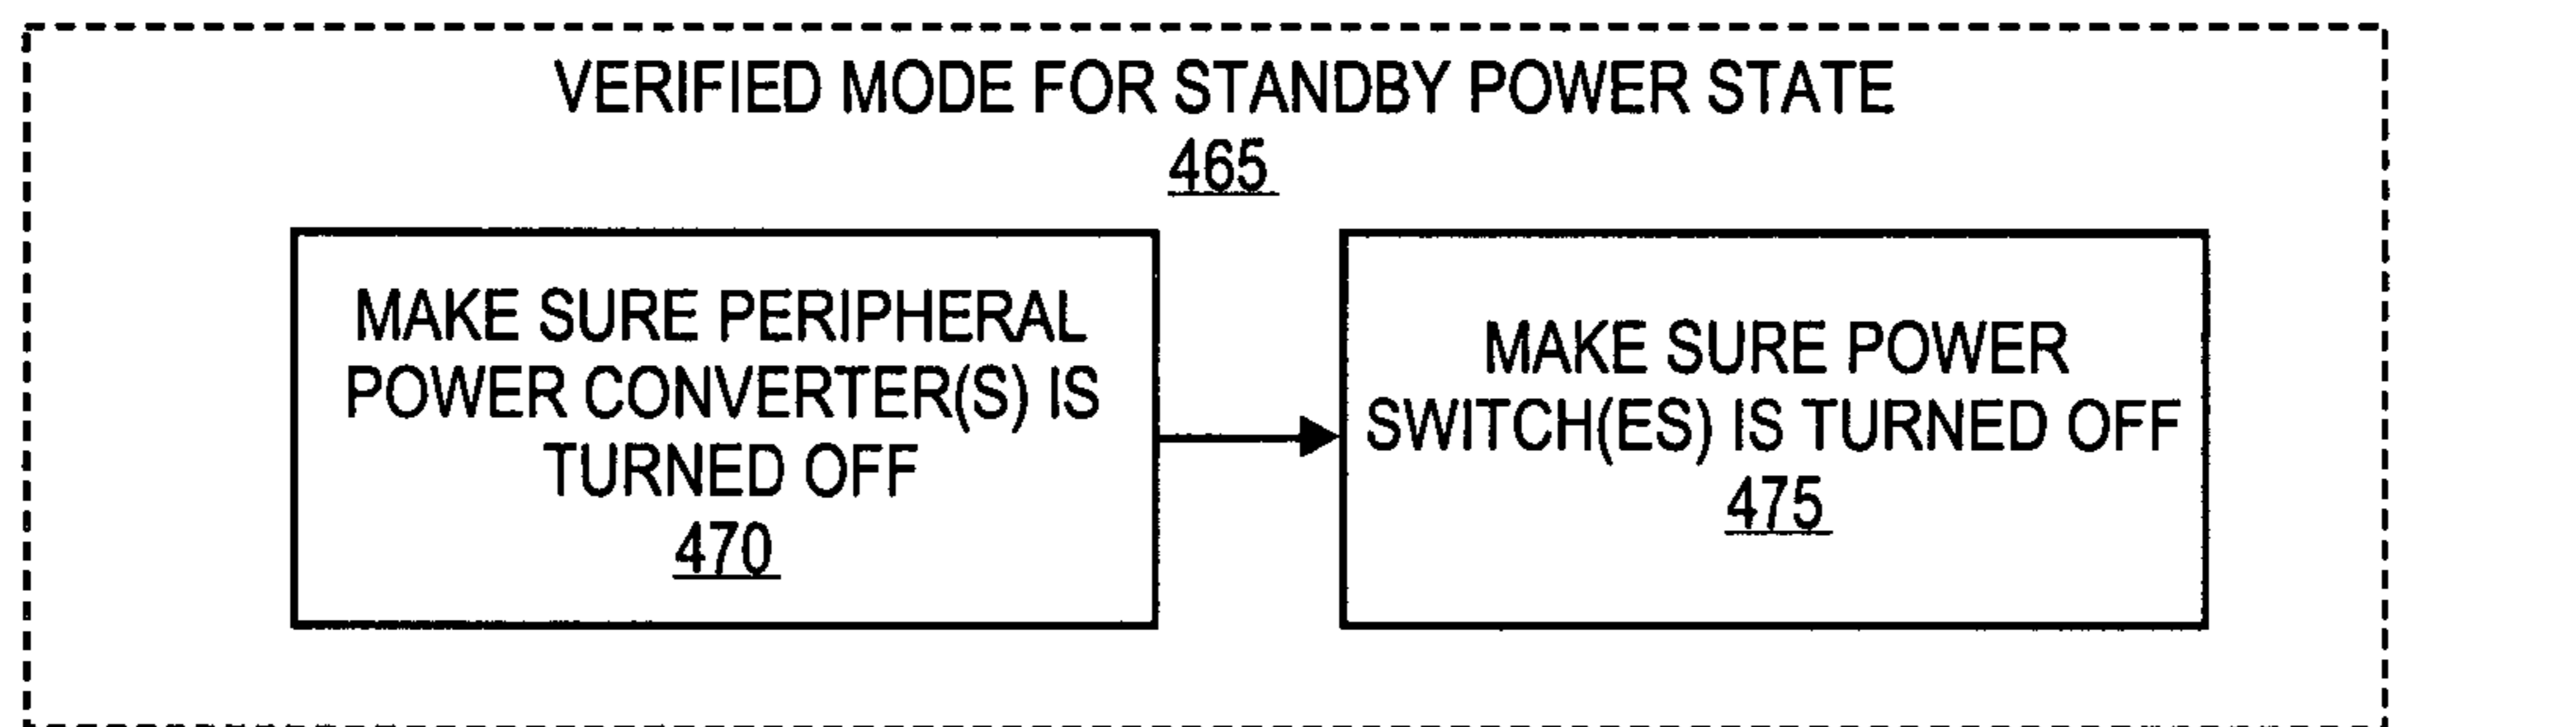 VERIFIED MODE FOR STANDBY POWER STATE
465
MAKE SURE PERIPHERAL
POWER CONVERTER(S) IS
TURNED OFF
470
MAKE SURE POWER
SWITCH(ES) IS TURNED OFF
475